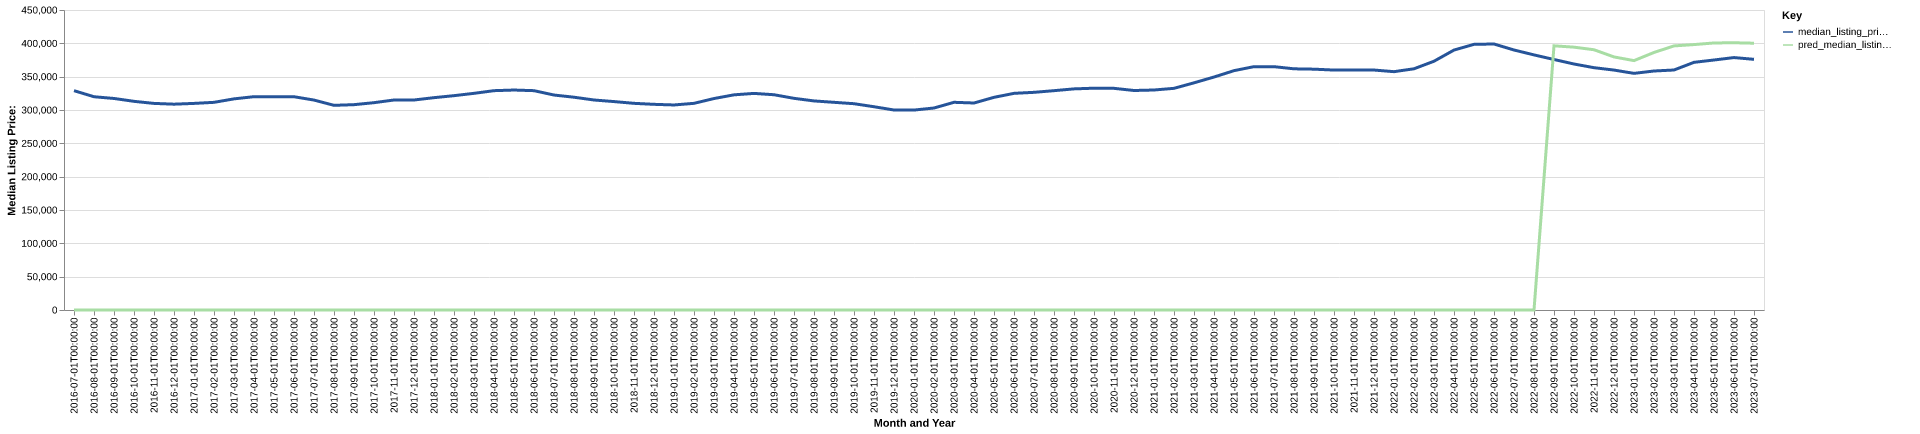 Key
median_listing_pri...
pred_median_listin...
Median Listing Price:
450,000
400,000
350,000
300,000
250,000
200,000
150,000
100,000
50,000
0
2016-07-01T00:00:00
2016-08-01T00:00:00
2016-09-01T00:00:00
2016-10-01T00:00:00
2016-11-01T00:00:00
2016-12-01T00:00:00
2017-01-01T00:00:00
2017-02-01T00:00:00
2017-03-01T00:00:00
2017-04-01T00:00:00
2017-05-01T00:00:00
2017-06-01T00:00:00
2017-07-01T00:00:00
2017-08-01T00:00:00
2017-09-01T00:00:00
2017-10-01T00:00:00
2017-11-01T00:00:00
2017-12-01T00:00:00
2018-01-01T00:00:00
2018-02-01T00:00:00
2018-03-01T00:00:00
2018-04-01T00:00:00
2018-05-01T00:00:00
2018-06-01T00:00:00
2018-07-01T00:00:00
2018-08-01T00:00:00
2018-09-01T00:00:00
2018-10-01T00:00:00
2018-11-01T00:00:00
2018-12-01T00:00:00
2019-01-01T00:00:00
2019-02-01T00:00:00
2019-03-01T00:00:00
2019-04-01T00:00:00
2019-05-01T00:00:00
2019-06-01T00:00:00
2019-07-01T00:00:00
2019-08-01T00:00:00
2019-09-01T00:00:00
2019-10-01T00:00:00
2019-11-01T00:00:00
2019-12-01T00:00:00
2020-01-01T00:00:00
2020-02-01T00:00:00
2020-03-01T00:00:00
2020-04-01T00:00:00
2020-05-01T00:00:00
2020-06-01T00:00:00
2020-07-01T00:00:00
2020-08-01T00:00:00
2020-09-01T00:00:00
2020-10-01T00:00:00
2020-11-01T00:00:00
2020-12-01T00:00:00
2021-01-01T00:00:00
2021-02-01T00:00:00
2021-03-01T00:00:00
2021-04-01T00:00:00
2021-05-01T00:00:00
2021-06-01T00:00:00
2021-07-01T00:00:00
2021-08-01T00:00:00
2021-09-01T00:00:00
2021-10-01T00:00:00
2021-11-01T00:00:00
2021-12-01T00:00:00
2022-01-01T00:00:00
2022-02-01T00:00:00
2022-03-01T00:00:00
2022-04-01T00:00:00
2022-05-01T00:00:00
2022-06-01T00:00:00
2022-07-01T00:00:00
2022-08-01T00:00:00
2022-09-01T00:00:00
2022-10-01T00:00:00
2022-11-01T00:00:00
2022-12-01T00:00:00
2023-01-01T00:00:00
2023-02-01T00:00:00
2023-03-01T00:00:00
2023-04-01T00:00:00
2023-05-01T00:00:00
2023-06-01T00:00:00
2023-07-01T00:00:00
Month and Year